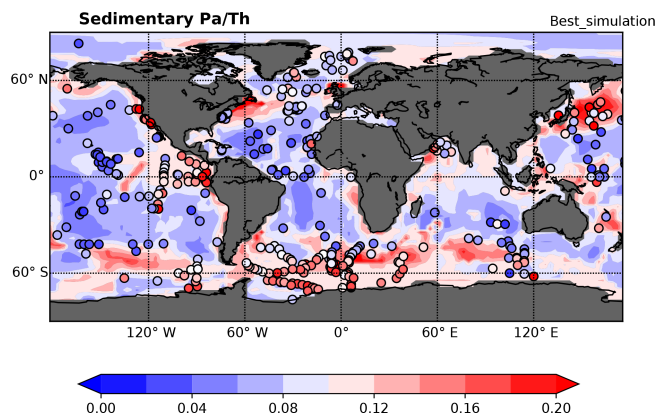 Sedimentary Pa/Th
Best_simulation
60° N
0°
60° S
120° W 60° W 0° 60° E 120° E
0.00 0.04 0.08 0.12 0.16 0.20